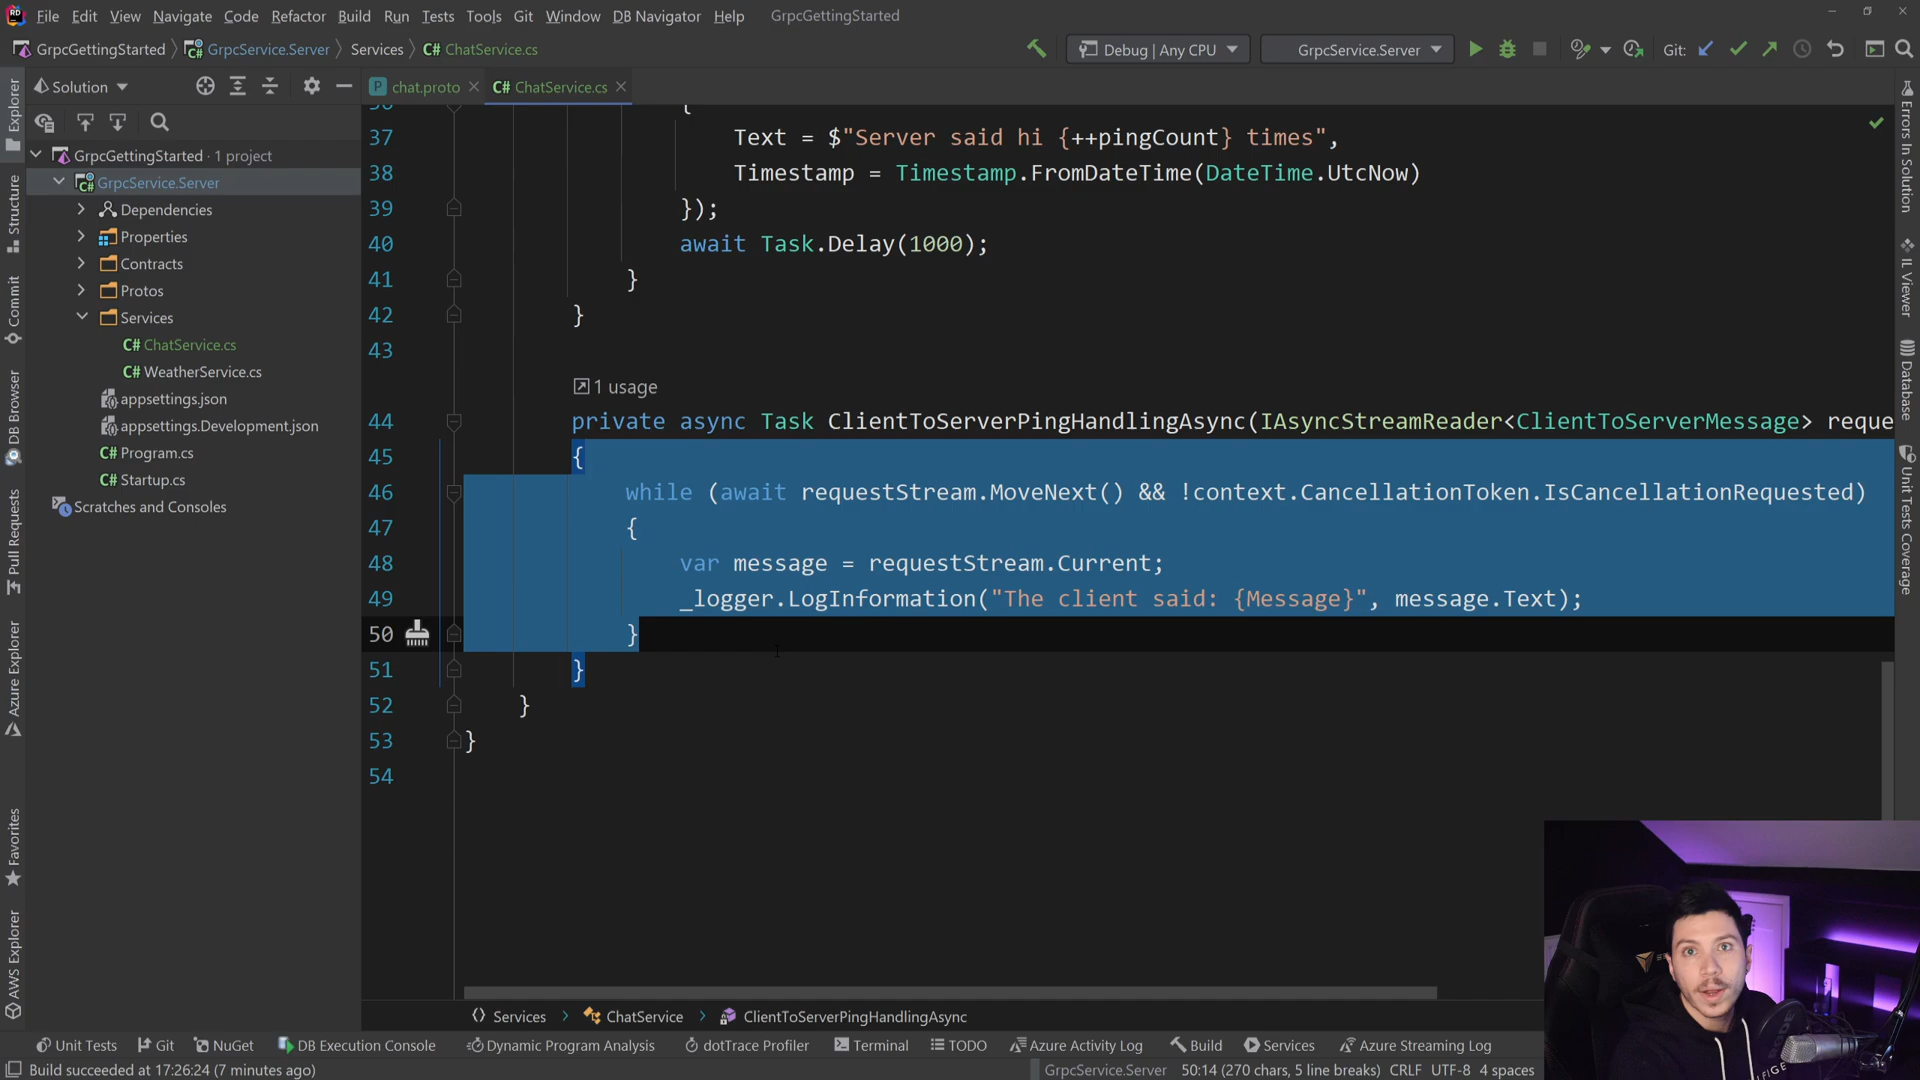 File Edit View Navigate Code Refactor Build Run Tests Tools Git Window DB Navigator Help GrpcGettingStarted
GrpcGettingStarted GrpcService.Server Services C# ChatService.cs Debug | Any CPU GrpcService.Server Git:
Solution chat.proto C# ChatService.cs
GrpcGettingStarted · 1 project
GrpcService.Server
Dependencies
Properties
Contracts
Protos
Services
C# ChatService.cs
C# WeatherService.cs
appsettings.json
appsettings.Development.json
C# Program.cs
C# Startup.cs
Scratches and Consoles
Explorer
Structure
Commit
DB Browser
Pull Requests
Azure Explorer
Favorites
AWS Explorer
{
37 Text = $"Server said hi {++pingCount} times",
38 Timestamp = Timestamp.FromDateTime(DateTime.UtcNow)
39 });
40 await Task.Delay(1000);
41 }
42 }
43
1 usage
44 private async Task ClientToServerPingHandlingAsync(IAsyncStreamReader<ClientToServerMessage> reque
45 {
46 while (await requestStream.MoveNext() && !context.CancellationToken.IsCancellationRequested)
47 {
48 var message = requestStream.Current;
49 _logger.LogInformation("The client said: {Message}", message.Text);
50 }
51 }
52 }
53 }
54
Errors In Solution
IL Viewer
Database
Unit Tests Coverage
Services ChatService ClientToServerPingHandlingAsync
Unit Tests Git NuGet DB Execution Console Dynamic Program Analysis dotTrace Profiler Terminal TODO Azure Activity Log Build Services Azure Streaming Log
Build succeeded at 17:26:24 (7 minutes ago) GrpcService.Server 50:14 (270 chars, 5 line breaks) CRLF UTF-8 4 spaces